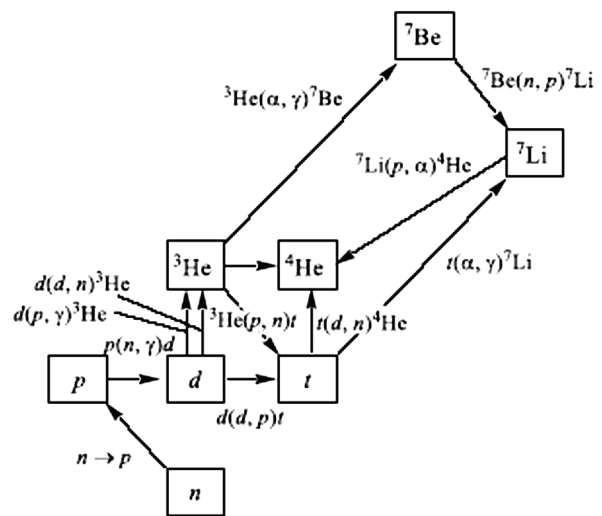 ⁷Be
³He(α, γ)⁷Be
⁷Be(n, p)⁷Li
⁷Li(p, α)⁴He
⁷Li
³He
⁴He
t(α, γ)⁷Li
d(d, n)³He
d(p, γ)³He
³He(p, n)t
t(d, n)⁴He
p(n, γ)d
p
d
t
d(d, p)t
n → p
n